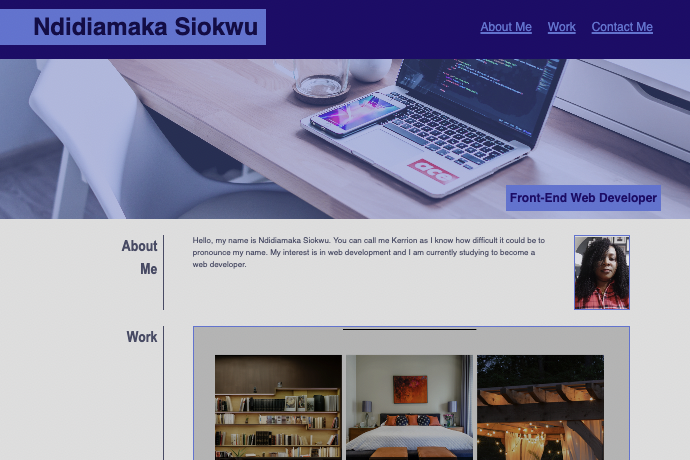 Ndidiamaka Siokwu
About Me Work Contact Me
ace
Front-End Web Developer
About
Me
Hello, my name is Ndidiamaka Siokwu. You can call me Kerrion as I know how difficult it could be to
pronounce my name. My interest is in web development and I am currently studying to become a
web developer.
Work